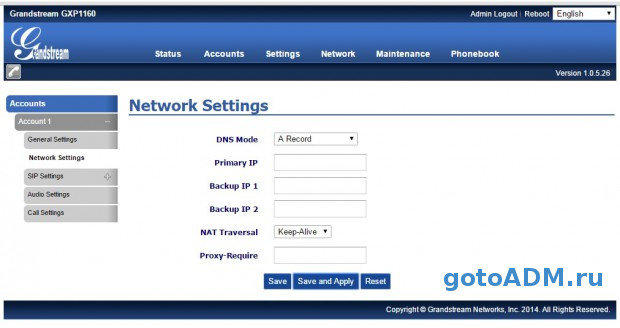 Grandstream GXP1160
Admin Logout | Reboot English
Grandstream
Status Accounts Settings Network Maintenance Phonebook
Version 1.0.5.26
Accounts
Account 1
General Settings
Network Settings
SIP Settings
Audio Settings
Call Settings
Network Settings
DNS Mode A Record
Primary IP
Backup IP 1
Backup IP 2
NAT Traversal Keep-Alive
Proxy-Require
Save Save and Apply Reset
gotoADM.ru
Copyright © Grandstream Networks, Inc. 2014. All Rights Reserved.